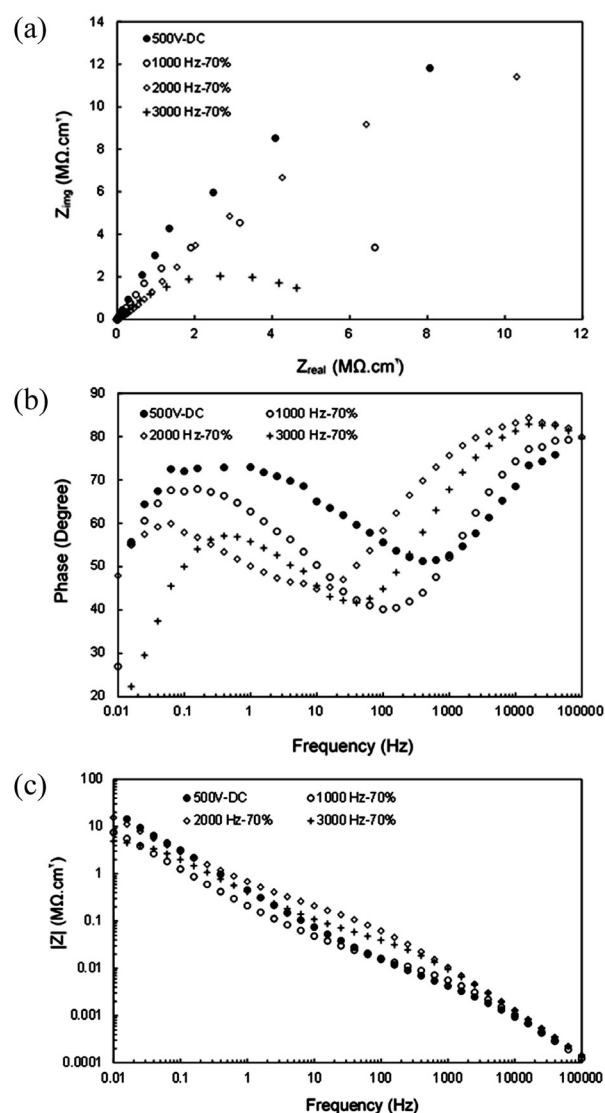 (a)
500V-DC
1000 Hz-70%
2000 Hz-70%
3000 Hz-70%
14
12
10
8
6
4
2
0
Zimg (MΩ.cm²)
0 2 4 6 8 10 12
Zreal (MΩ.cm²)
(b)
90
80
70
60
50
40
30
20
Phase (Degree)
500V-DC 1000 Hz-70%
2000 Hz-70% 3000 Hz-70%
0.01 0.1 1 10 100 1000 10000 100000
Frequency (Hz)
(c)
100
10
1
0.1
0.01
0.001
0.0001
|Z| (MΩ.cm²)
500V-DC 1000 Hz-70%
2000 Hz-70% 3000 Hz-70%
0.01 0.1 1 10 100 1000 10000 100000
Frequency (Hz)